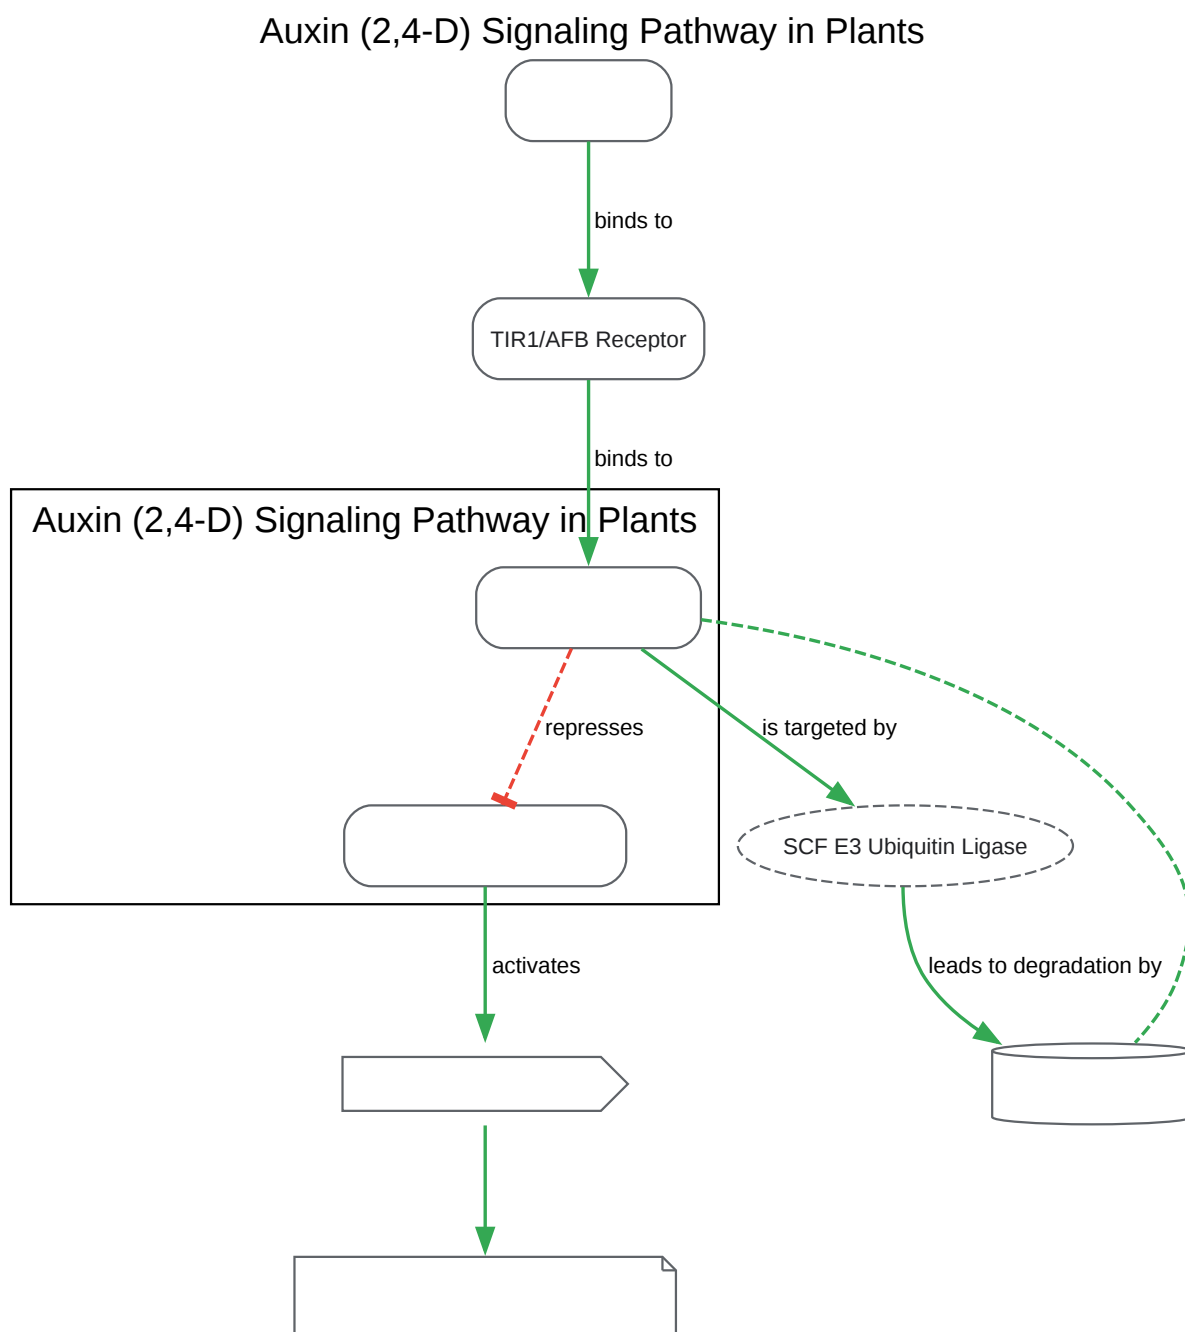 Auxin (2,4-D) Signaling Pathway in Plants
binds to
TIR1/AFB Receptor
binds to
Auxin (2,4-D) Signaling Pathway in Plants
represses
is targeted by
SCF E3 Ubiquitin Ligase
activates
leads to degradation by